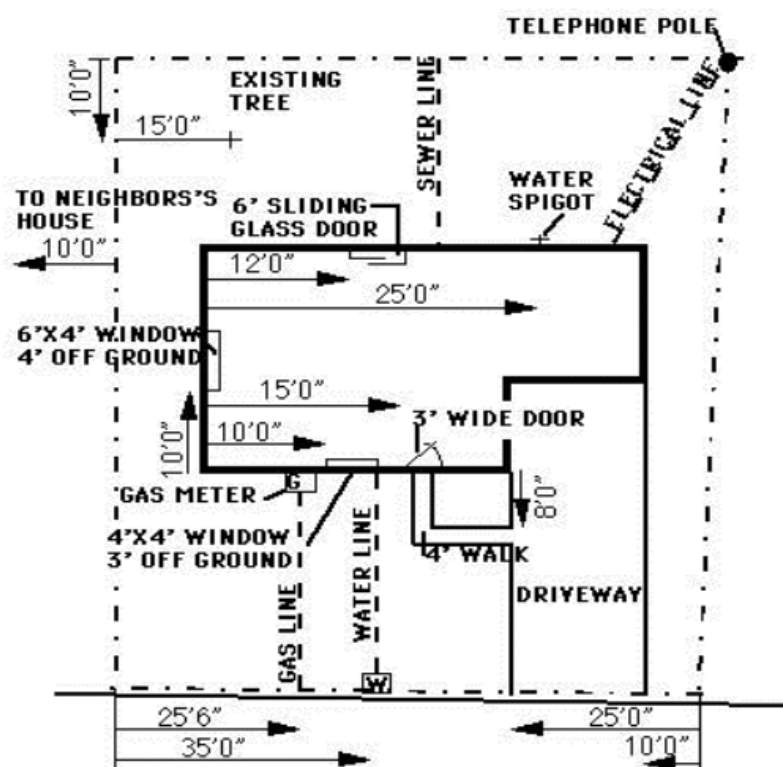 TELEPHONE POLE
10'0"
EXISTING
TREE
15'0"
SEWER LINE
ELECTRICAL LINE
TO NEIGHBORS'S
HOUSE
10'0"
6' SLIDING
GLASS DOOR
WATER
SPIGOT
12'0"
25'0"
6'X4' WINDOW
4' OFF GROUND
15'0"
10'0"
10'0"
3' WIDE DOOR
G
GAS METER
8'0"
4'X4' WINDOW
3' OFF GROUND
4' WALK
GAS LINE
WATER LINE
DRIVEWAY
W
25'6"
25'0"
35'0"
10'0"